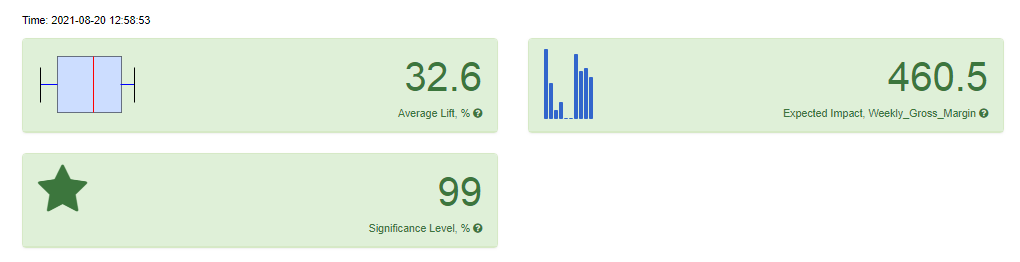 Time: 2021-08-20 12:58:53
32.6
Average Lift, %
460.5
Expected Impact, Weekly_Gross_Margin
99
Significance Level, %